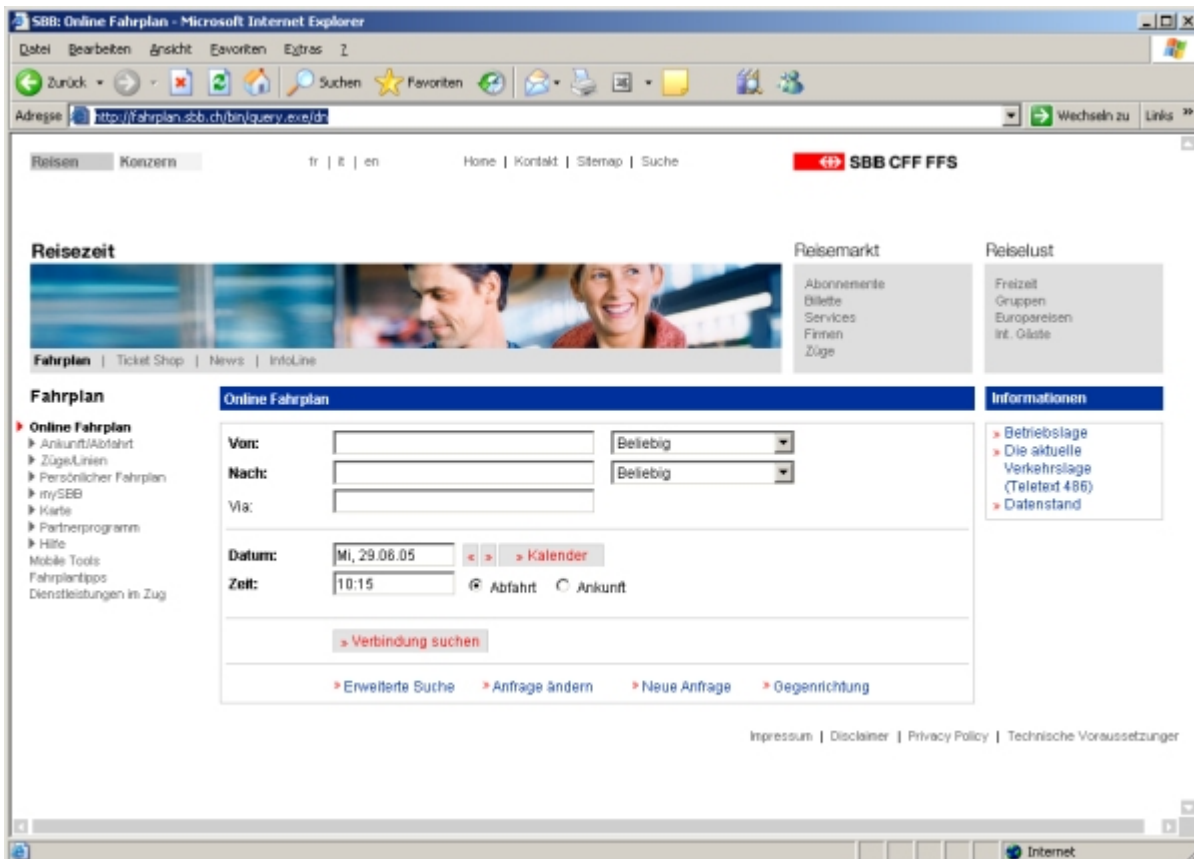 SBB: Online Fahrplan - Microsoft Internet Explorer
Datei Bearbeiten Ansicht Favoriten Extras ?
Zurück Suchen Favoriten
Adresse http://fahrplan.sbb.ch/bin/query.exe/dn Wechseln zu Links »
Reisen Konzern fr | it | en Home | Kontakt | Sitemap | Suche SBB CFF FFS
Reisezeit Reisemarkt Reiselust
Abonnemente Freizeit
Billette Gruppen
Services Europareisen
Firmen Int. Gäste
Züge
Fahrplan | Ticket Shop | News | InfoLine
Fahrplan Online Fahrplan Informationen
Online Fahrplan
Ankunft/Abfahrt
Züge/Linien
Persönlicher Fahrplan
mySBB
Karte
Partnerprogramm
Hilfe
Mobile Tools
Fahrplantipps
Dienstleistungen im Zug
Von: Beliebig
Nach: Beliebig
Via:
Datum: Mi, 29.06.05 « » » Kalender
Zeit: 10:15 Abfahrt Ankunft
» Verbindung suchen
» Erweiterte Suche » Anfrage ändern » Neue Anfrage » Gegenrichtung
» Betriebslage
» Die aktuelle
Verkehrslage
(Teletext 486)
» Datenstand
Impressum | Disclaimer | Privacy Policy | Technische Voraussetzunger
Internet